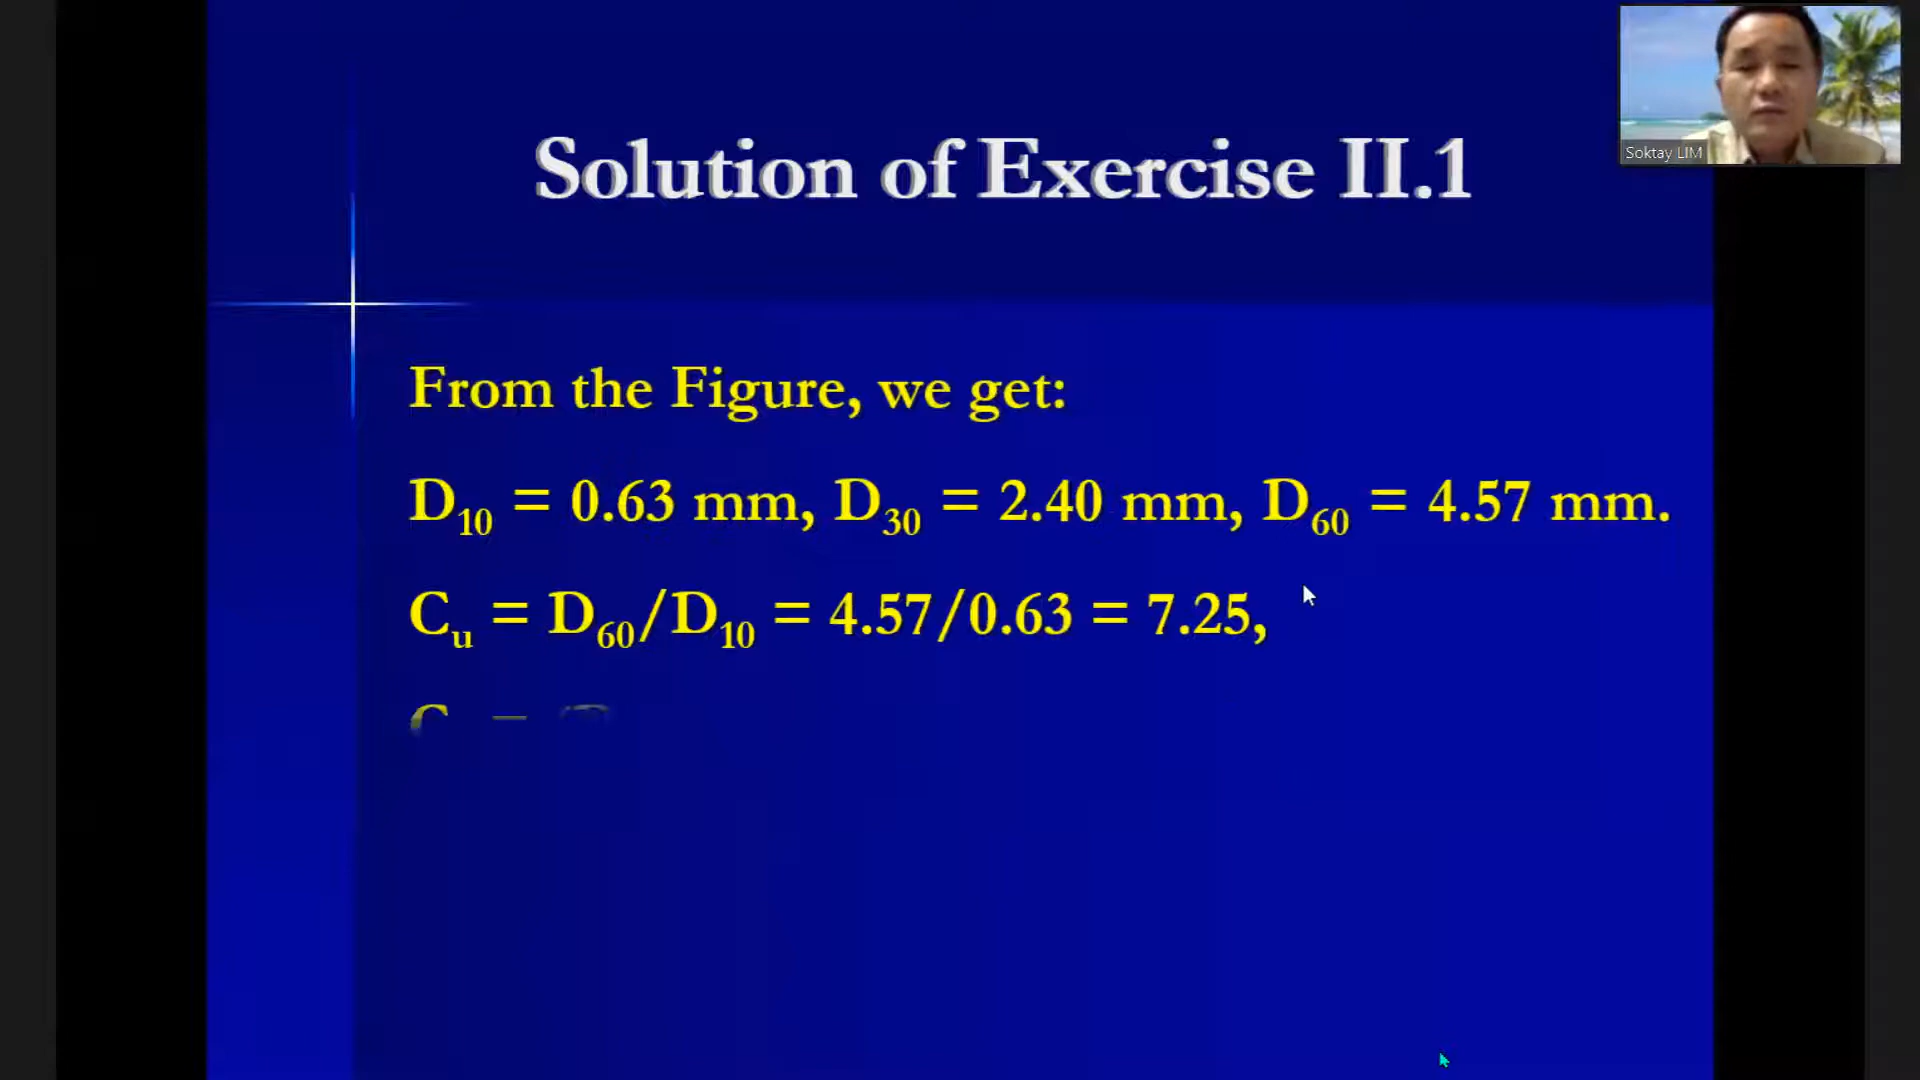 Soktay LIM
Solution of Exercise II.1
From the Figure, we get:
D10 = 0.63 mm, D30 = 2.40 mm, D60 = 4.57 mm.
Cu = D60/D10 = 4.57/0.63 = 7.25,